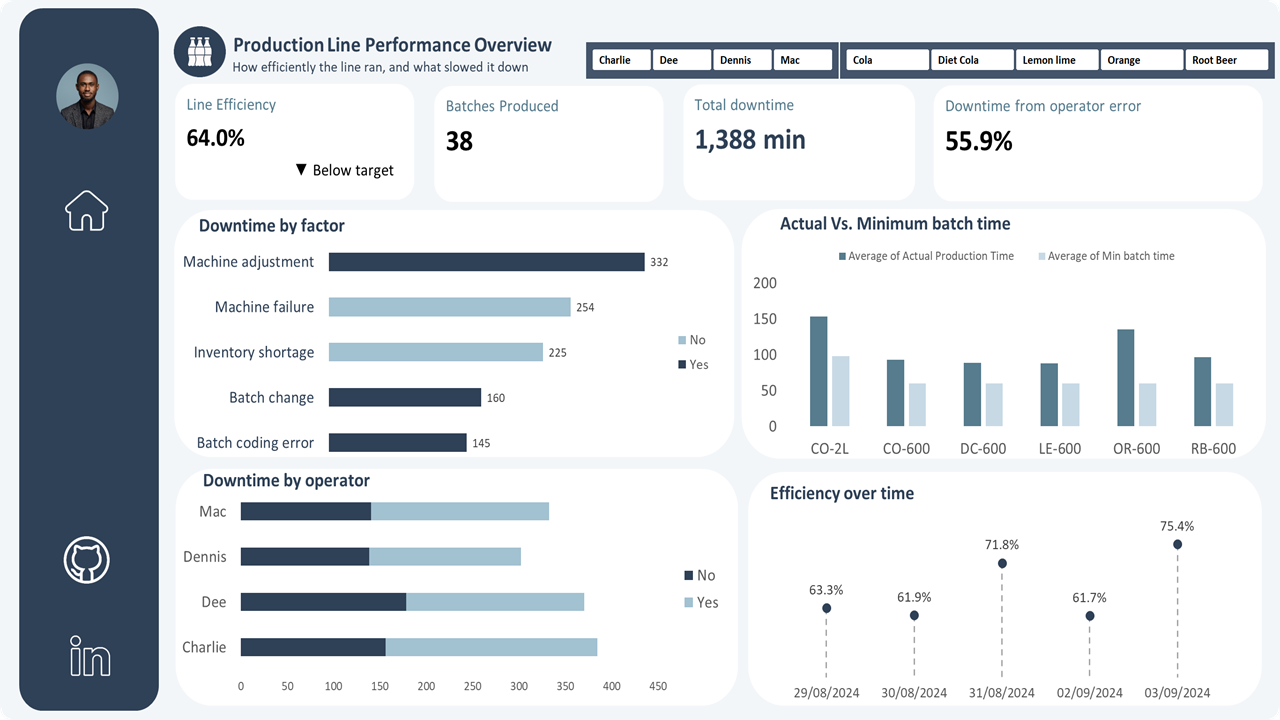 Production Line Performance Overview
How efficiently the line ran, and what slowed it down
Charlie Dee Dennis Mac Cola Diet Cola Lemon lime Orange Root Beer
Line Efficiency
64.0%
▼ Below target
Batches Produced
38
Total downtime
1,388 min
Downtime from operator error
55.9%
Downtime by factor
Machine adjustment 332
Machine failure 254
Inventory shortage 225
Batch change 160
Batch coding error 145
No
Yes
Actual Vs. Minimum batch time
Average of Actual Production Time Average of Min batch time
200
150
100
50
0
CO-2L CO-600 DC-600 LE-600 OR-600 RB-600
Downtime by operator
Mac
Dennis
Dee
Charlie
0 50 100 150 200 250 300 350 400 450
No
Yes
Efficiency over time
63.3% 61.9% 71.8% 61.7% 75.4%
29/08/2024 30/08/2024 31/08/2024 02/09/2024 03/09/2024
in